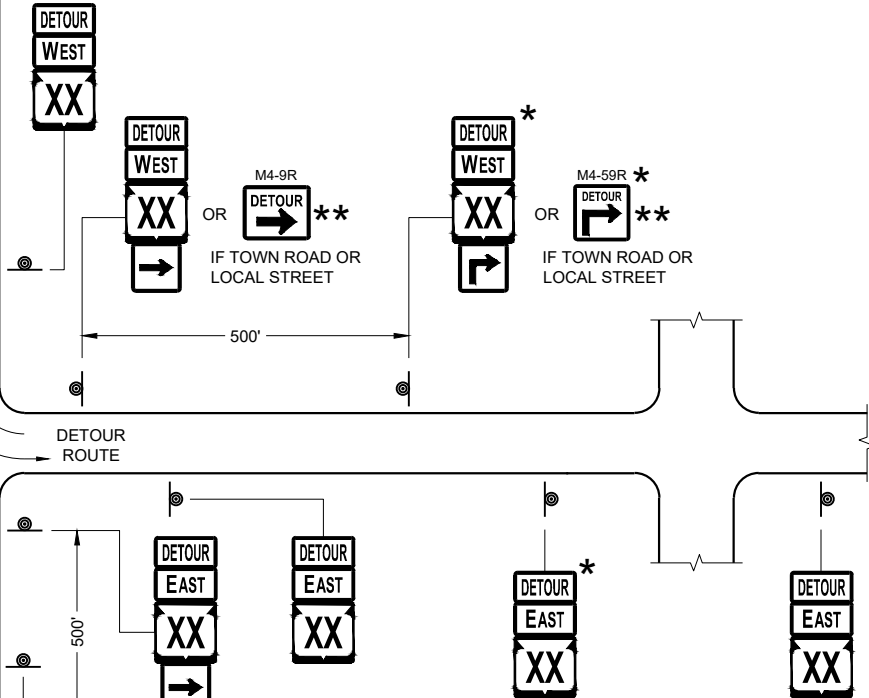 DETOUR
WEST
XX
DETOUR
WEST
XX
OR
M4-9R
DETOUR
**
IF TOWN ROAD OR
LOCAL STREET
DETOUR
*
WEST
XX
OR
M4-59R *
DETOUR
**
IF TOWN ROAD OR
LOCAL STREET
500'
DETOUR
ROUTE
500'
DETOUR
EAST
XX
DETOUR
EAST
XX
DETOUR
*
EAST
XX
DETOUR
EAST
XX